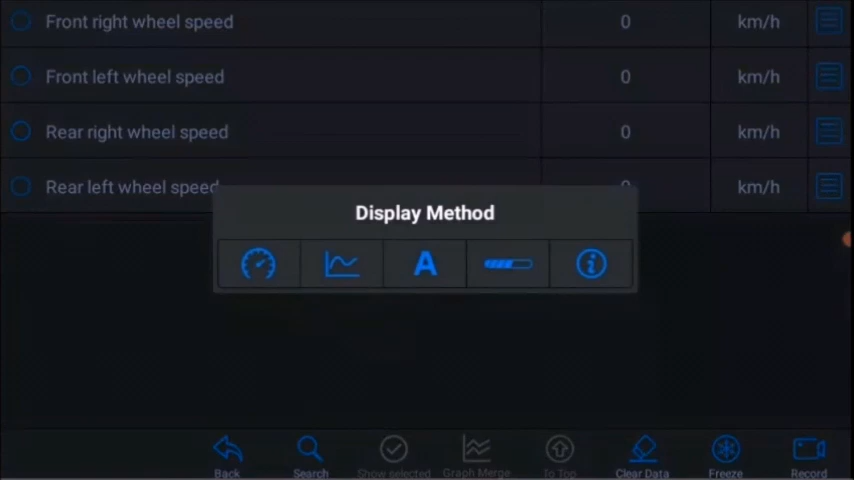 Front right wheel speed 0 km/h
Front left wheel speed 0 km/h
Rear right wheel speed 0 km/h
Rear left wheel speed 0 km/h
Display Method
A
Back Search Show selected Graph Merge To Top Clear Data Freeze Record